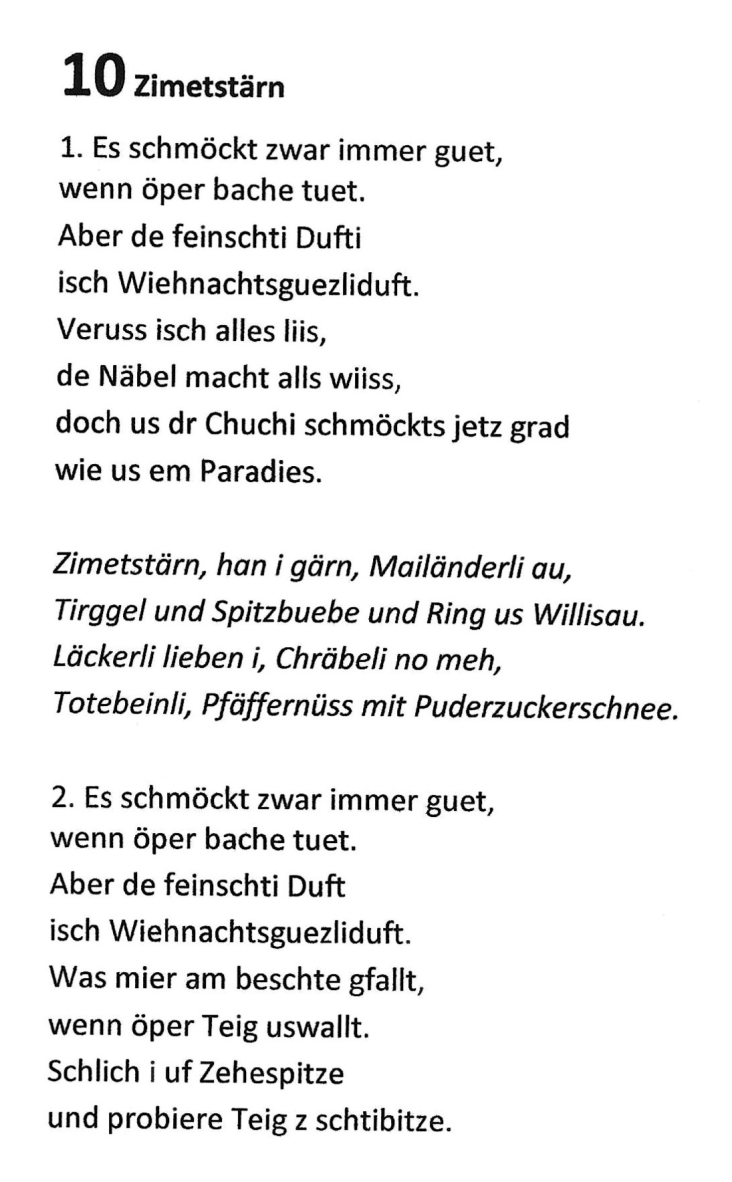 10 Zimetstärn
1. Es schmöckt zwar immer guet,
wenn öper bache tuet.
Aber de feinschti Dufti
isch Wiehnachtsguezliduft.
Veruss isch alles liis,
de Näbel macht alls wiiss,
doch us dr Chuchi schmöckts jetz grad
wie us em Paradies.
Zimetstärn, han i gärn, Mailänderli au,
Tirggel und Spitzbuebe und Ring us Willisau.
Läckerli lieben i, Chräbeli no meh,
Totebeinli, Pfäffernüss mit Puderzuckerschnee.
2. Es schmöckt zwar immer guet,
wenn öper bache tuet.
Aber de feinschti Duft
isch Wiehnachtsguezliduft.
Was mier am beschte gfallt,
wenn öper Teig uswallt.
Schlich i uf Zehespitze
und probiere Teig z schtibitze.